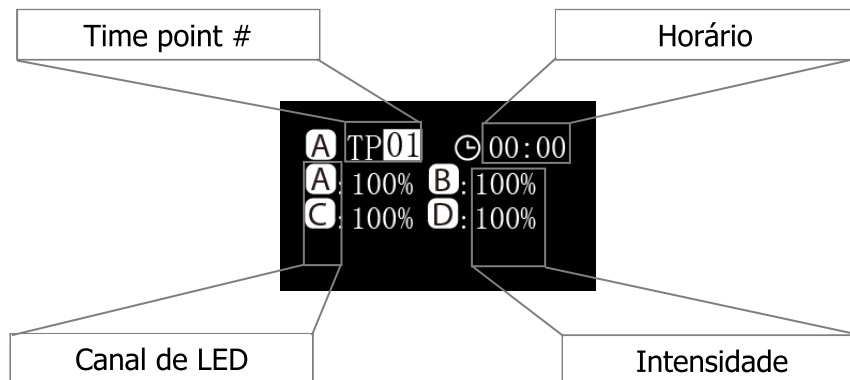 Time point #
Horário
A TP01 00:00
A: 100% B: 100%
C: 100% D: 100%
Canal de LED
Intensidade